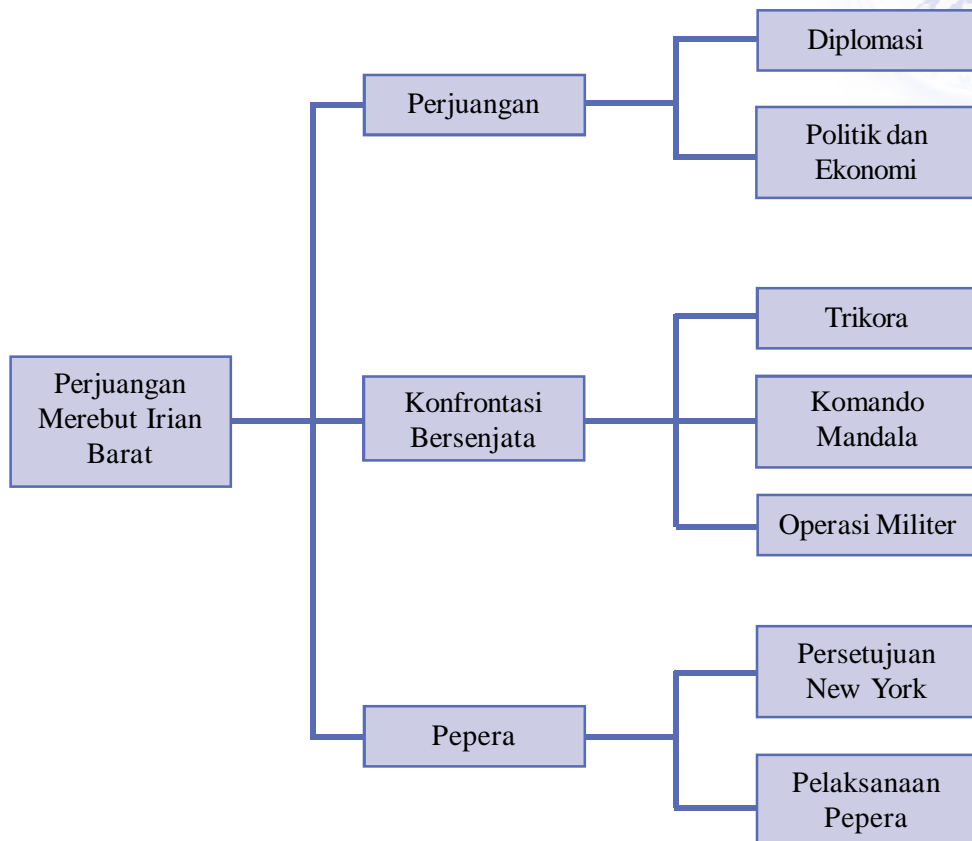 Perjuangan
Merebut Irian
Barat
Perjuangan
Diplomasi
Politik dan
Ekonomi
Konfrontasi
Bersenjata
Trikora
Komando
Mandala
Operasi Militer
Pepera
Persetujuan
New York
Pelaksanaan
Pepera